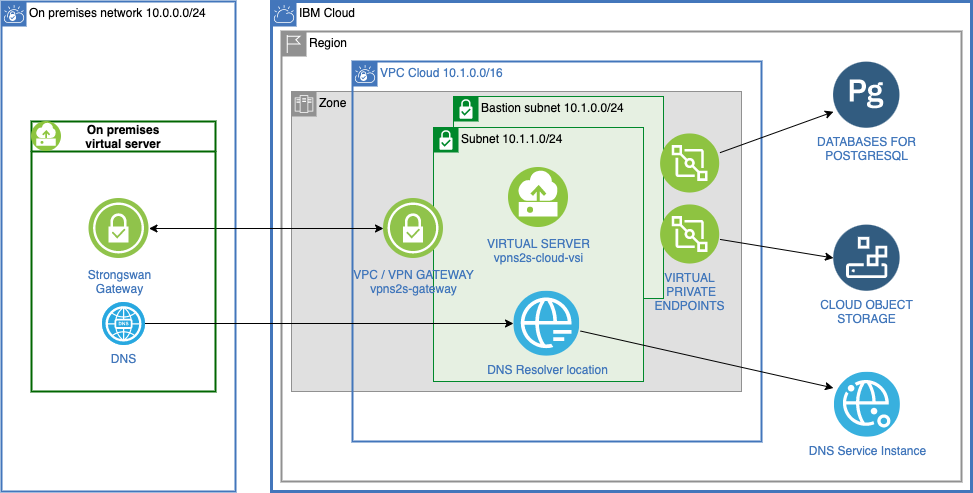 On premises network 10.0.0.0/24
IBM Cloud
Region
VPC Cloud 10.1.0.0/16
Zone
Bastion subnet 10.1.0.0/24
Subnet 10.1.1.0/24
On premises
virtual server
Strongswan
Gateway
DNS
DNS
VPC / VPN GATEWAY
vpns2s-gateway
VIRTUAL SERVER
vpns2s-cloud-vsi
DNS Resolver location
VIRTUAL
PRIVATE
ENDPOINTS
Pg
DATABASES FOR
POSTGRESQL
CLOUD OBJECT
STORAGE
DNS Service Instance